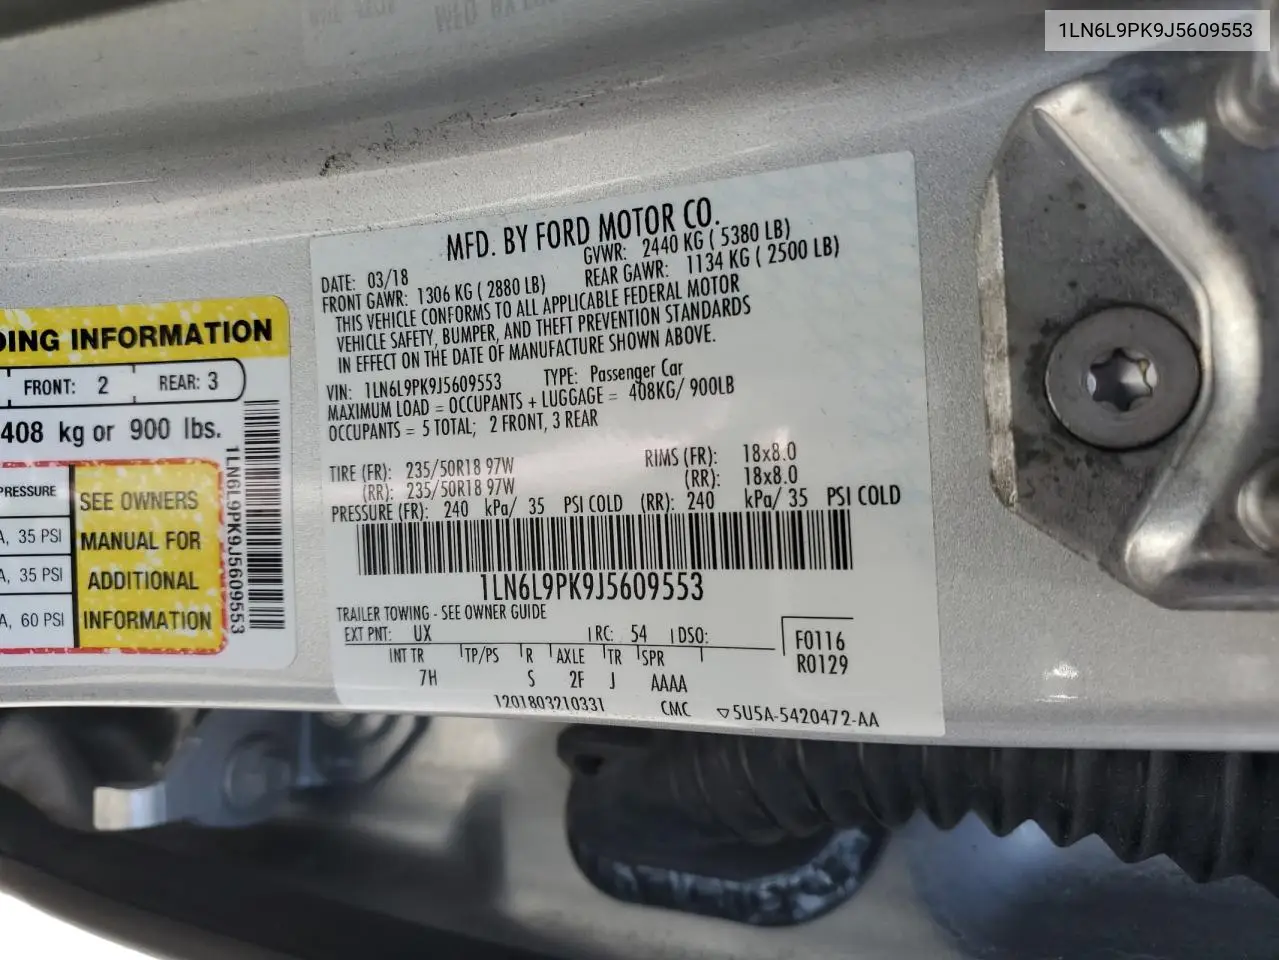 1LN6L9PK9J5609553
MFD. BY FORD MOTOR CO.
DATE: 03/18 GVWR: 2440 KG ( 5380 LB)
FRONT GAWR: 1306 KG ( 2880 LB) REAR GAWR: 1134 KG ( 2500 LB)
THIS VEHICLE CONFORMS TO ALL APPLICABLE FEDERAL MOTOR
VEHICLE SAFETY, BUMPER, AND THEFT PREVENTION STANDARDS
IN EFFECT ON THE DATE OF MANUFACTURE SHOWN ABOVE.
VIN: 1LN6L9PK9J5609553 TYPE: Passenger Car
MAXIMUM LOAD = OCCUPANTS + LUGGAGE = 408KG/ 900LB
OCCUPANTS = 5 TOTAL; 2 FRONT, 3 REAR
TIRE (FR): 235/50R18 97W RIMS (FR): 18x8.0
(RR): 235/50R18 97W (RR): 18x8.0
PRESSURE (FR): 240 kPa/ 35 PSI COLD (RR): 240 kPa/ 35 PSI COLD
1LN6L9PK9J5609553
TRAILER TOWING - SEE OWNER GUIDE
EXT PNT: UX RC: 54 DSO:
F0116
R0129
INT TR TP/PS R AXLE TR SPR
7H S 2F J AAAA
1201803210331 CMC ▽5U5A-5420472-AA
DING INFORMATION
FRONT: 2 REAR: 3
408 kg or 900 lbs.
PRESSURE
A, 35 PSI
A, 35 PSI
A, 60 PSI
SEE OWNERS
MANUAL FOR
ADDITIONAL
INFORMATION
1LN6L9PK9J5609553